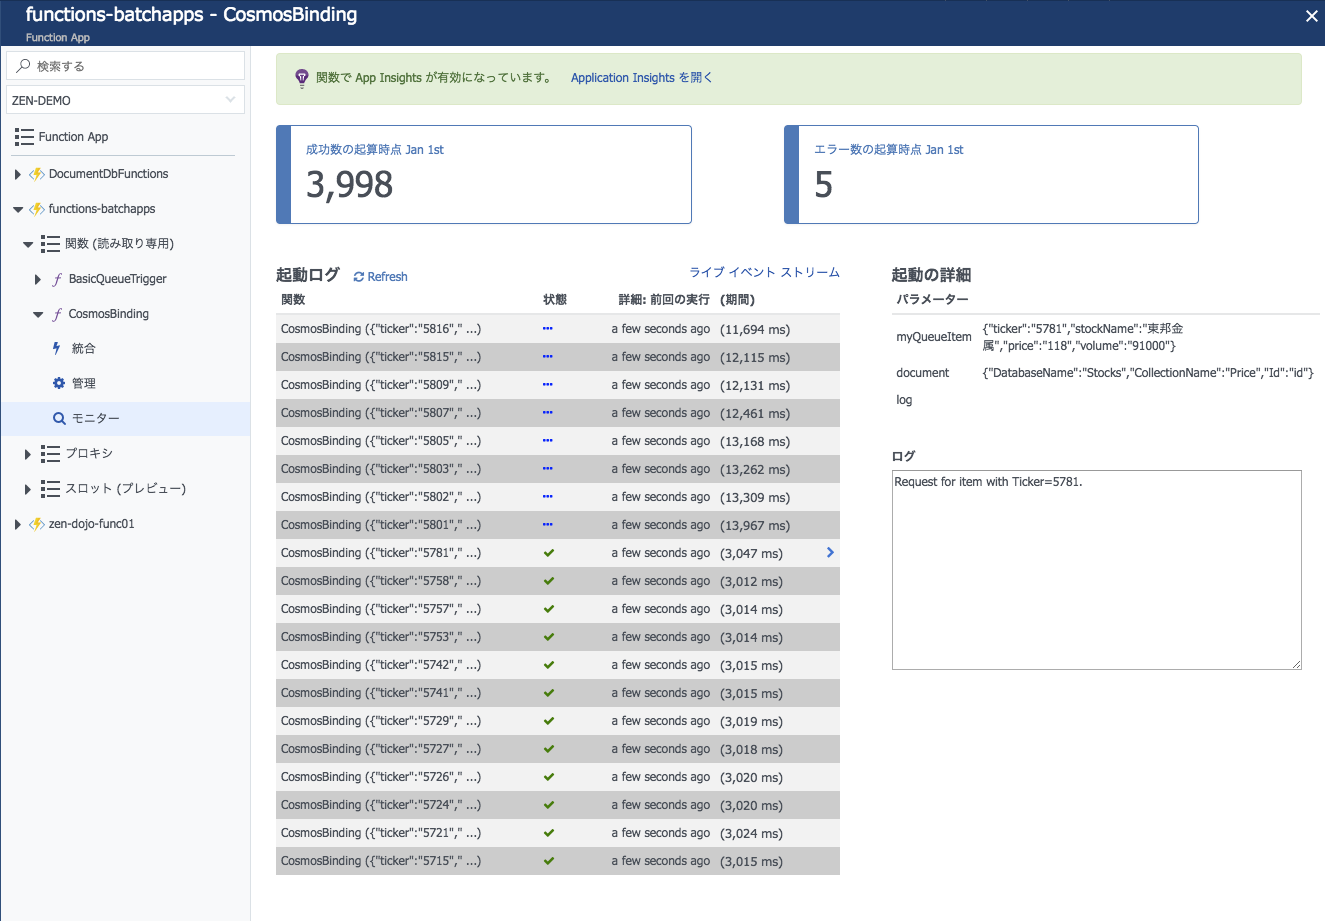 functions-batchapps - CosmosBinding
Function App
検索する
ZEN-DEMO
Function App
DocumentDbFunctions
functions-batchapps
関数 (読み取り専用)
BasicQueueTrigger
CosmosBinding
統合
管理
モニター
プロキシ
スロット (プレビュー)
zen-dojo-func01
関数で App Insights が有効になっています。 Application Insights を開く
成功数の起算時点 Jan 1st
3,998
エラー数の起算時点 Jan 1st
5
起動ログ Refresh ライブ イベント ストリーム
関数 状態 詳細: 前回の実行 (期間)
CosmosBinding ({"ticker":"5816"," ...) a few seconds ago (11,694 ms)
CosmosBinding ({"ticker":"5815"," ...) a few seconds ago (12,115 ms)
CosmosBinding ({"ticker":"5809"," ...) a few seconds ago (12,131 ms)
CosmosBinding ({"ticker":"5807"," ...) a few seconds ago (12,461 ms)
CosmosBinding ({"ticker":"5805"," ...) a few seconds ago (13,168 ms)
CosmosBinding ({"ticker":"5803"," ...) a few seconds ago (13,262 ms)
CosmosBinding ({"ticker":"5802"," ...) a few seconds ago (13,309 ms)
CosmosBinding ({"ticker":"5801"," ...) a few seconds ago (13,967 ms)
CosmosBinding ({"ticker":"5781"," ...) a few seconds ago (3,047 ms)
CosmosBinding ({"ticker":"5758"," ...) a few seconds ago (3,012 ms)
CosmosBinding ({"ticker":"5757"," ...) a few seconds ago (3,014 ms)
CosmosBinding ({"ticker":"5753"," ...) a few seconds ago (3,014 ms)
CosmosBinding ({"ticker":"5742"," ...) a few seconds ago (3,015 ms)
CosmosBinding ({"ticker":"5741"," ...) a few seconds ago (3,015 ms)
CosmosBinding ({"ticker":"5729"," ...) a few seconds ago (3,019 ms)
CosmosBinding ({"ticker":"5727"," ...) a few seconds ago (3,018 ms)
CosmosBinding ({"ticker":"5726"," ...) a few seconds ago (3,020 ms)
CosmosBinding ({"ticker":"5724"," ...) a few seconds ago (3,020 ms)
CosmosBinding ({"ticker":"5721"," ...) a few seconds ago (3,024 ms)
CosmosBinding ({"ticker":"5715"," ...) a few seconds ago (3,015 ms)
起動の詳細
パラメーター
myQueueItem {"ticker":"5781","stockName":"東邦金
属","price":"118","volume":"91000"}
document {"DatabaseName":"Stocks","CollectionName":"Price","Id":"id"}
log
ログ
Request for item with Ticker=5781.